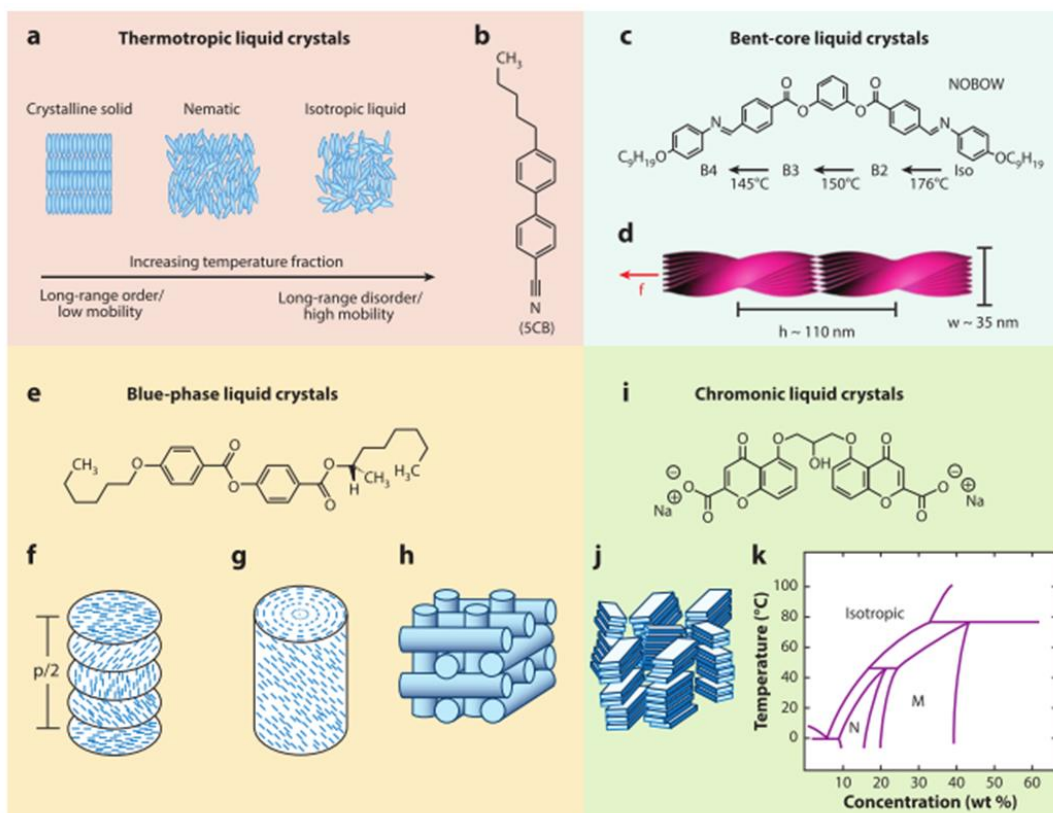 a Thermotropic liquid crystals
Crystalline solid
Nematic
Isotropic liquid
Increasing temperature fraction
Long-range order/
low mobility
Long-range disorder/
high mobility
b
CH3
N
(5CB)
c Bent-core liquid crystals
NOBOW
O
O
O
O
N
N
O
C9H19
O
C9H19
B4
B3
B2
Iso
145°C
150°C
176°C
d
f
h ~ 110 nm
w ~ 35 nm
e Blue-phase liquid crystals
CH3
O
O
O
O
O
H
CH3
H3C
f
p/2
g
h
i Chromonic liquid crystals
O
O
OH
O
O
⊖
O
⊕
Na
O
O
O
O
O
⊖
⊕
Na
j
k
Temperature (°C)
100
80
60
40
20
0
Isotropic
N
M
10 20 30 40 50 60
Concentration (wt %)